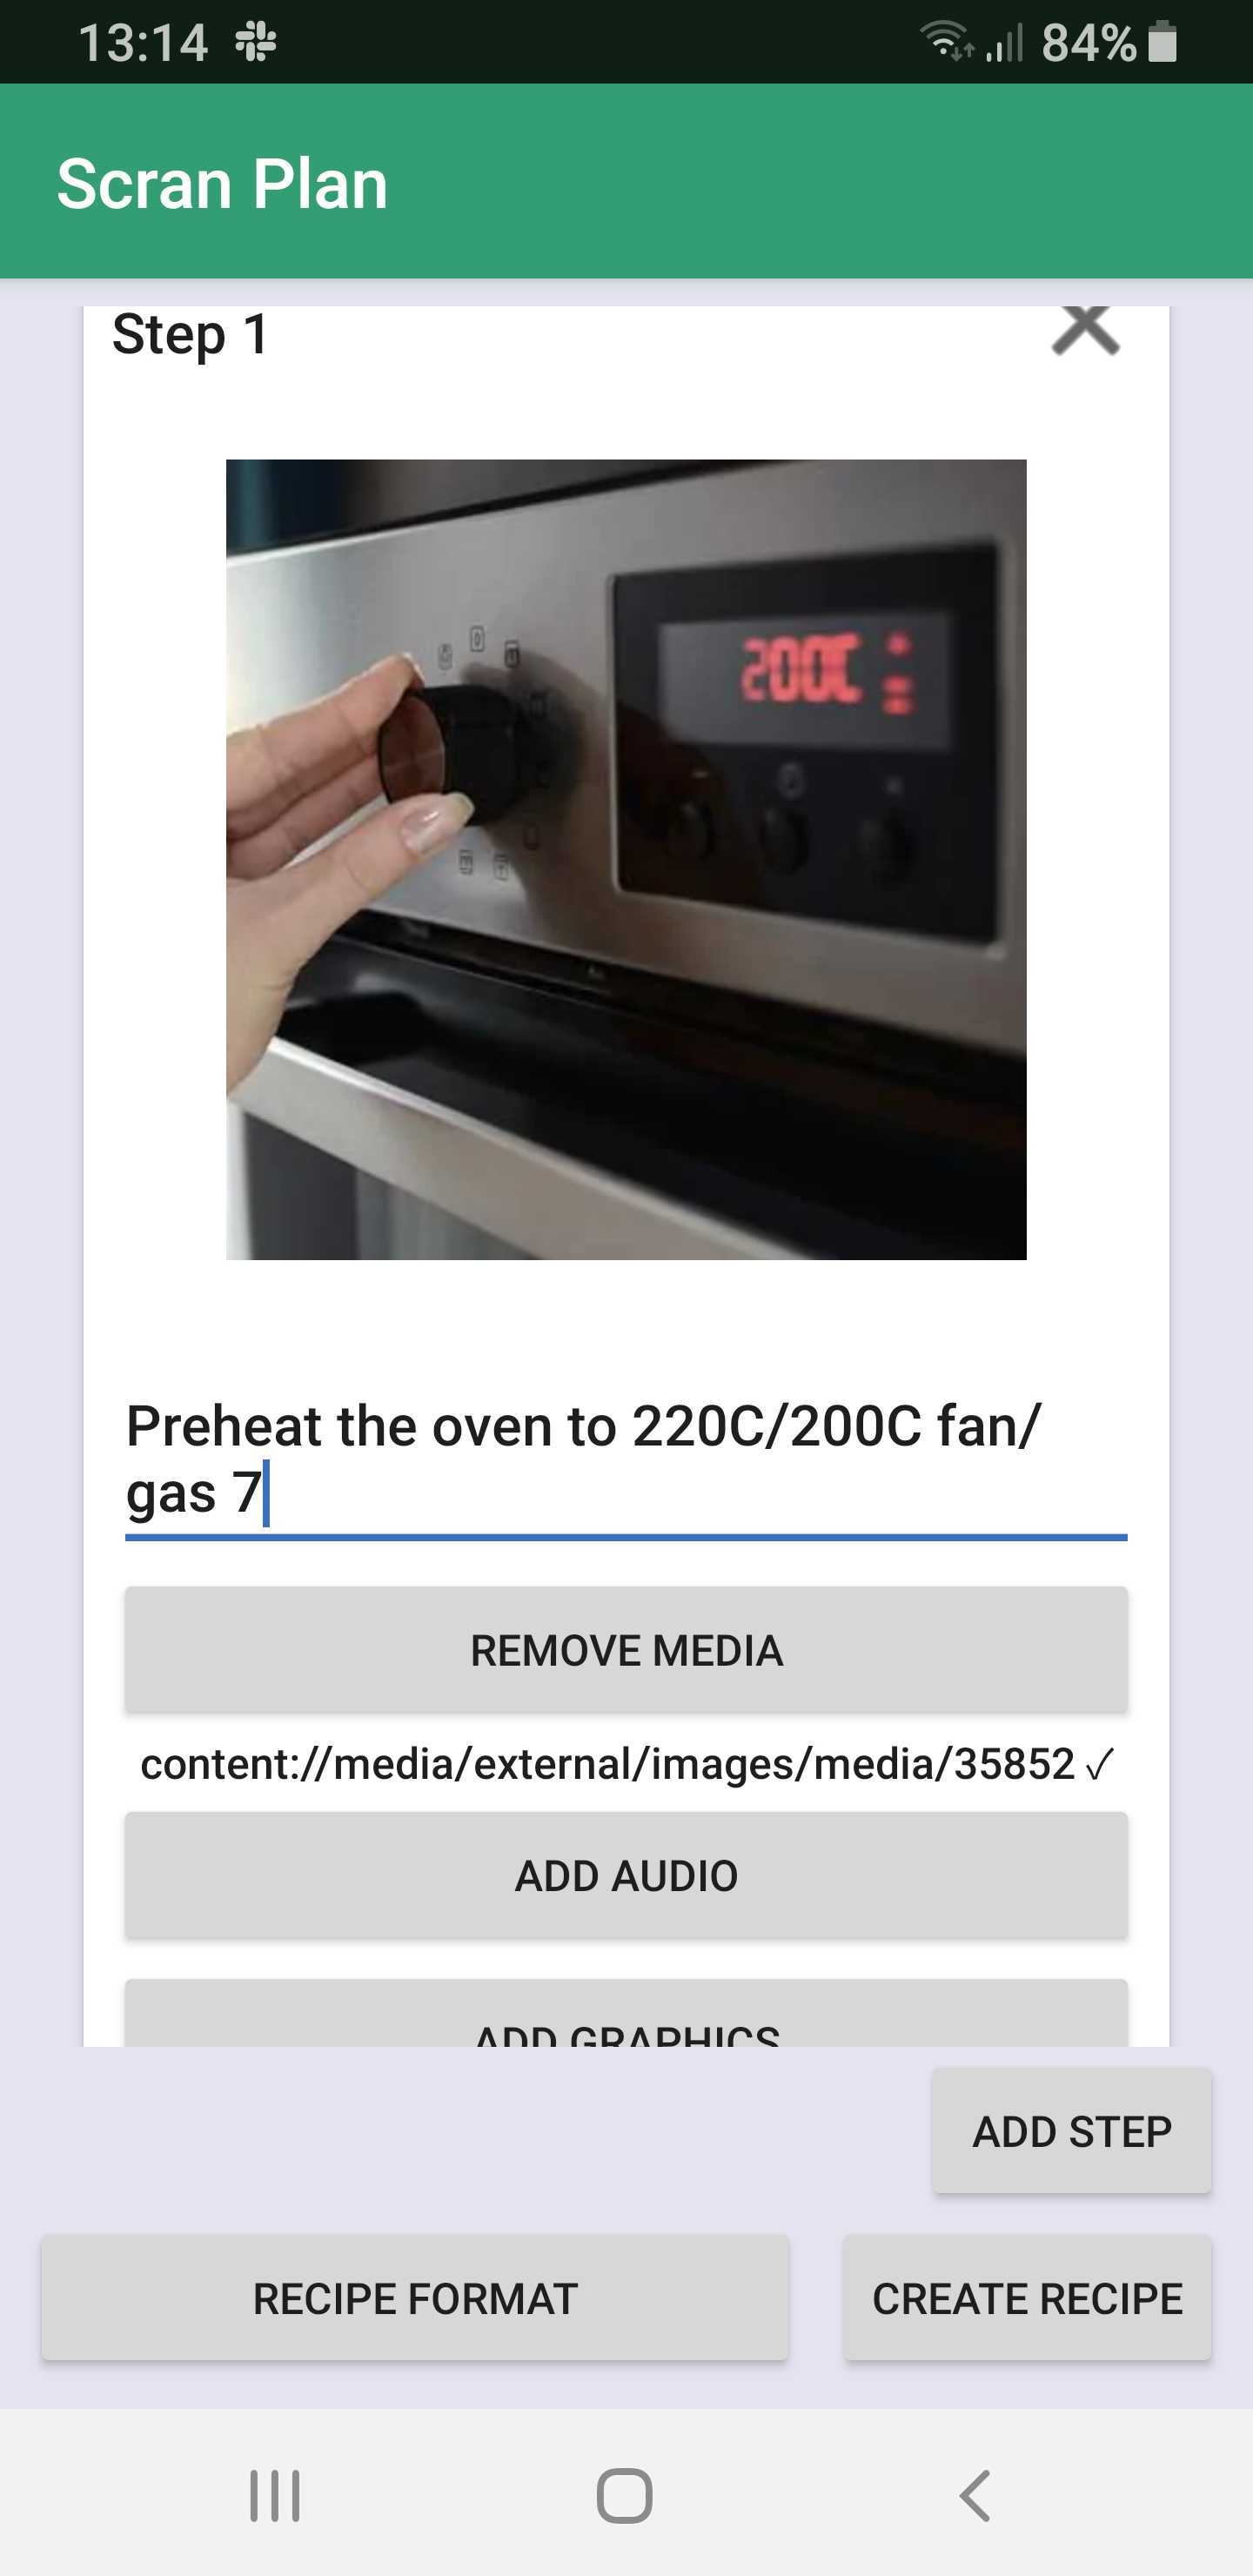 13:14
84%
Scran Plan
Step 1
200C
Preheat the oven to 220C/200C fan/
gas 7
REMOVE MEDIA
content://media/external/images/media/35852 ✓
ADD AUDIO
ADD GRAPHICS
ADD STEP
RECIPE FORMAT
CREATE RECIPE